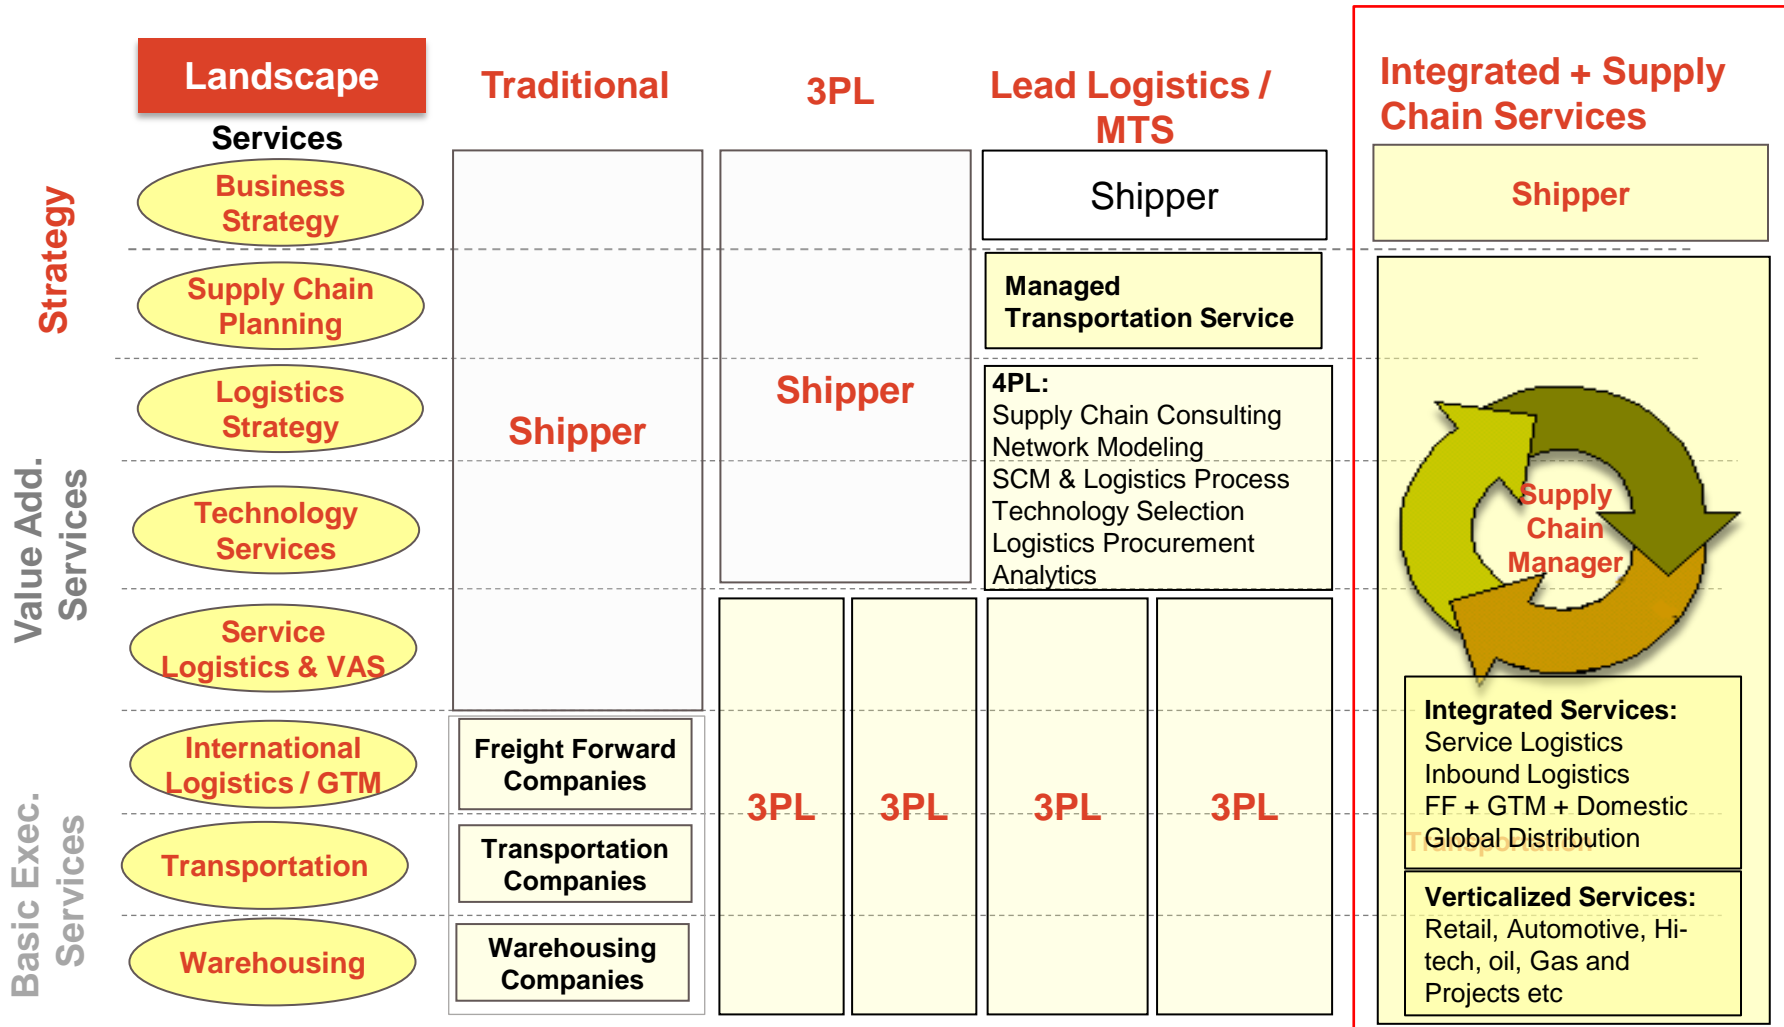 Landscape
Services
Traditional
3PL
Lead Logistics /
MTS
Integrated + Supply
Chain Services
Strategy
Value Add.
Services
Basic Exec.
Services
Business
Strategy
Supply Chain
Planning
Logistics
Strategy
Technology
Services
Service
Logistics & VAS
International
Logistics / GTM
Transportation
Warehousing
Shipper
Freight Forward
Companies
Transportation
Companies
Warehousing
Companies
Shipper
3PL
3PL
Shipper
Managed
Transportation Service
4PL:
Supply Chain Consulting
Network Modeling
SCM & Logistics Process
Technology Selection
Logistics Procurement
Analytics
3PL
3PL
Shipper
Supply
Chain
Manager
Integrated Services:
Service Logistics
Inbound Logistics
FF + GTM + Domestic
Global Distribution
Transportation
Verticalized Services:
Retail, Automotive, Hi-
tech, oil, Gas and
Projects etc